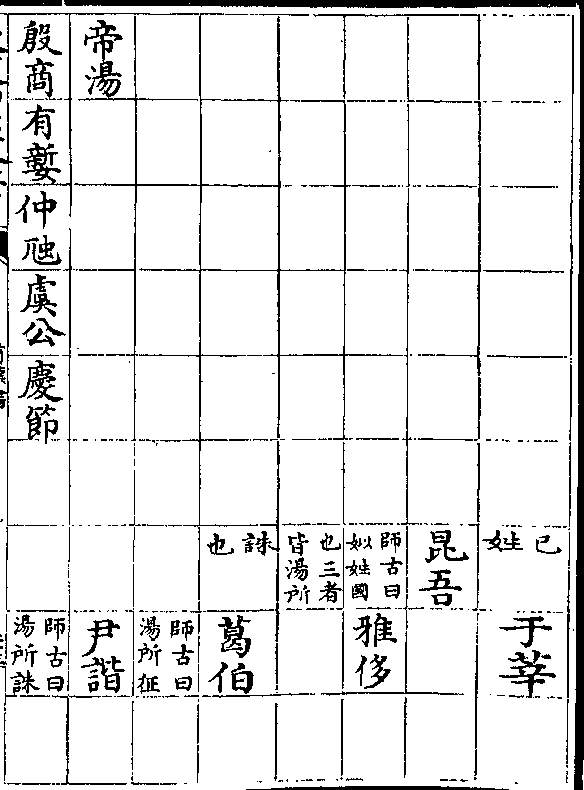 已
姓
于莘
昆吾
師古曰
姒姓國
雅侈
也三者
皆湯所
誅
也
葛伯
師古曰
湯所征
帝湯
尹諧
殷商
有㜪
仲虺
虞公
慶節
師古曰
湯所誅